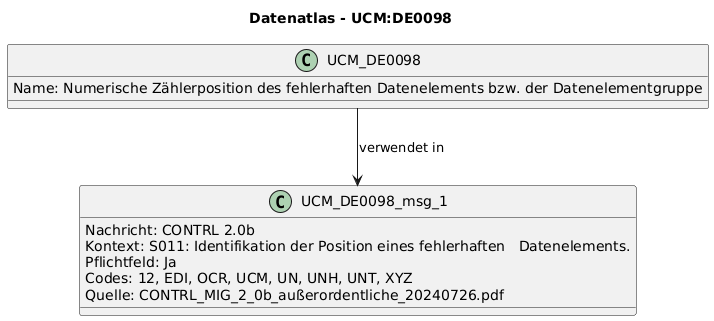 Datenatlas - UCM:DE0098
C UCM_DE0098
Name: Numerische Zählerposition des fehlerhaften Datenelements bzw. der Datenelementgruppe
verwendet in
C UCM_DE0098_msg_1
Nachricht: CONTRL 2.0b
Kontext: S011: Identifikation der Position eines fehlerhaften   Datenelements.
Pflichtfeld: Ja
Codes: 12, EDI, OCR, UCM, UN, UNH, UNT, XYZ
Quelle: CONTRL_MIG_2_0b_außerordentliche_20240726.pdf